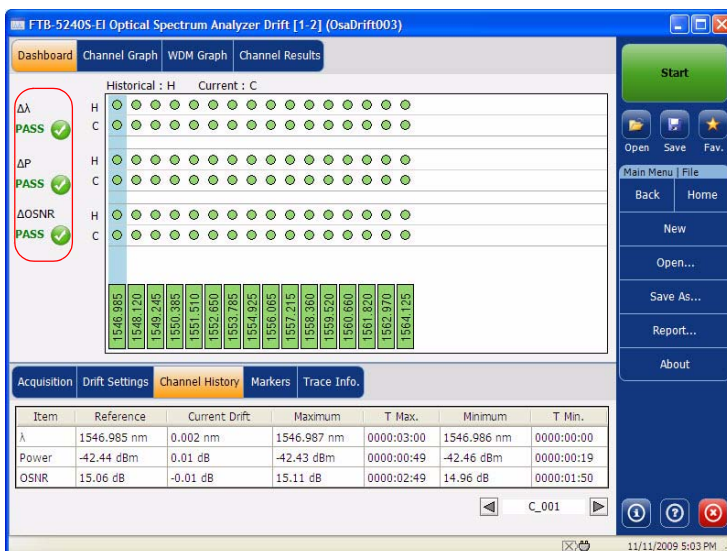 FTB-5240S-EI Optical Spectrum Analyzer Drift [1-2] (OsaDrift003)
Dashboard Channel Graph WDM Graph Channel Results
Historical : H Current : C
Δλ H
PASS C
ΔP H
PASS C
ΔOSNR H
PASS C
1546.985 1548.120 1549.245 1550.385 1551.510 1552.650 1553.785 1554.925 1556.065 1557.215 1558.360 1559.520 1560.660 1561.820 1562.970 1564.125
Acquisition Drift Settings Channel History Markers Trace Info.
Item Reference Current Drift Maximum T Max. Minimum T Min.
λ 1546.985 nm 0.002 nm 1546.987 nm 0000:03:00 1546.986 nm 0000:00:00
Power -42.44 dBm 0.01 dB -42.43 dBm 0000:00:49 -42.46 dBm 0000:00:19
OSNR 15.06 dB -0.01 dB 15.11 dB 0000:02:49 14.96 dB 0000:01:50
C_001
Start
Open Save Fav.
Main Menu | File
Back Home
New
Open...
Save As...
Report...
About
11/11/2009 5:03 PM